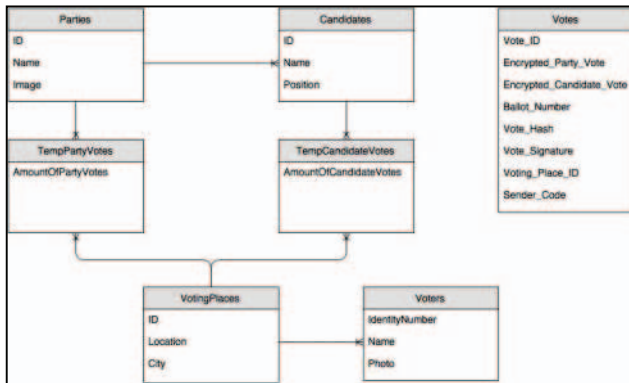 Parties
ID
Name
Image
Candidates
ID
Name
Position
Votes
Vote_ID
Encrypted_Party_Vote
Encrypted_Candidate_Vote
Ballot_Number
Vote_Hash
Vote_Signature
Voting_Place_ID
Sender_Code
TempPartyVotes
AmountOfPartyVotes
TempCandidateVotes
AmountOfCandidateVotes
VotingPlaces
ID
Location
City
Voters
IdentityNumber
Name
Photo